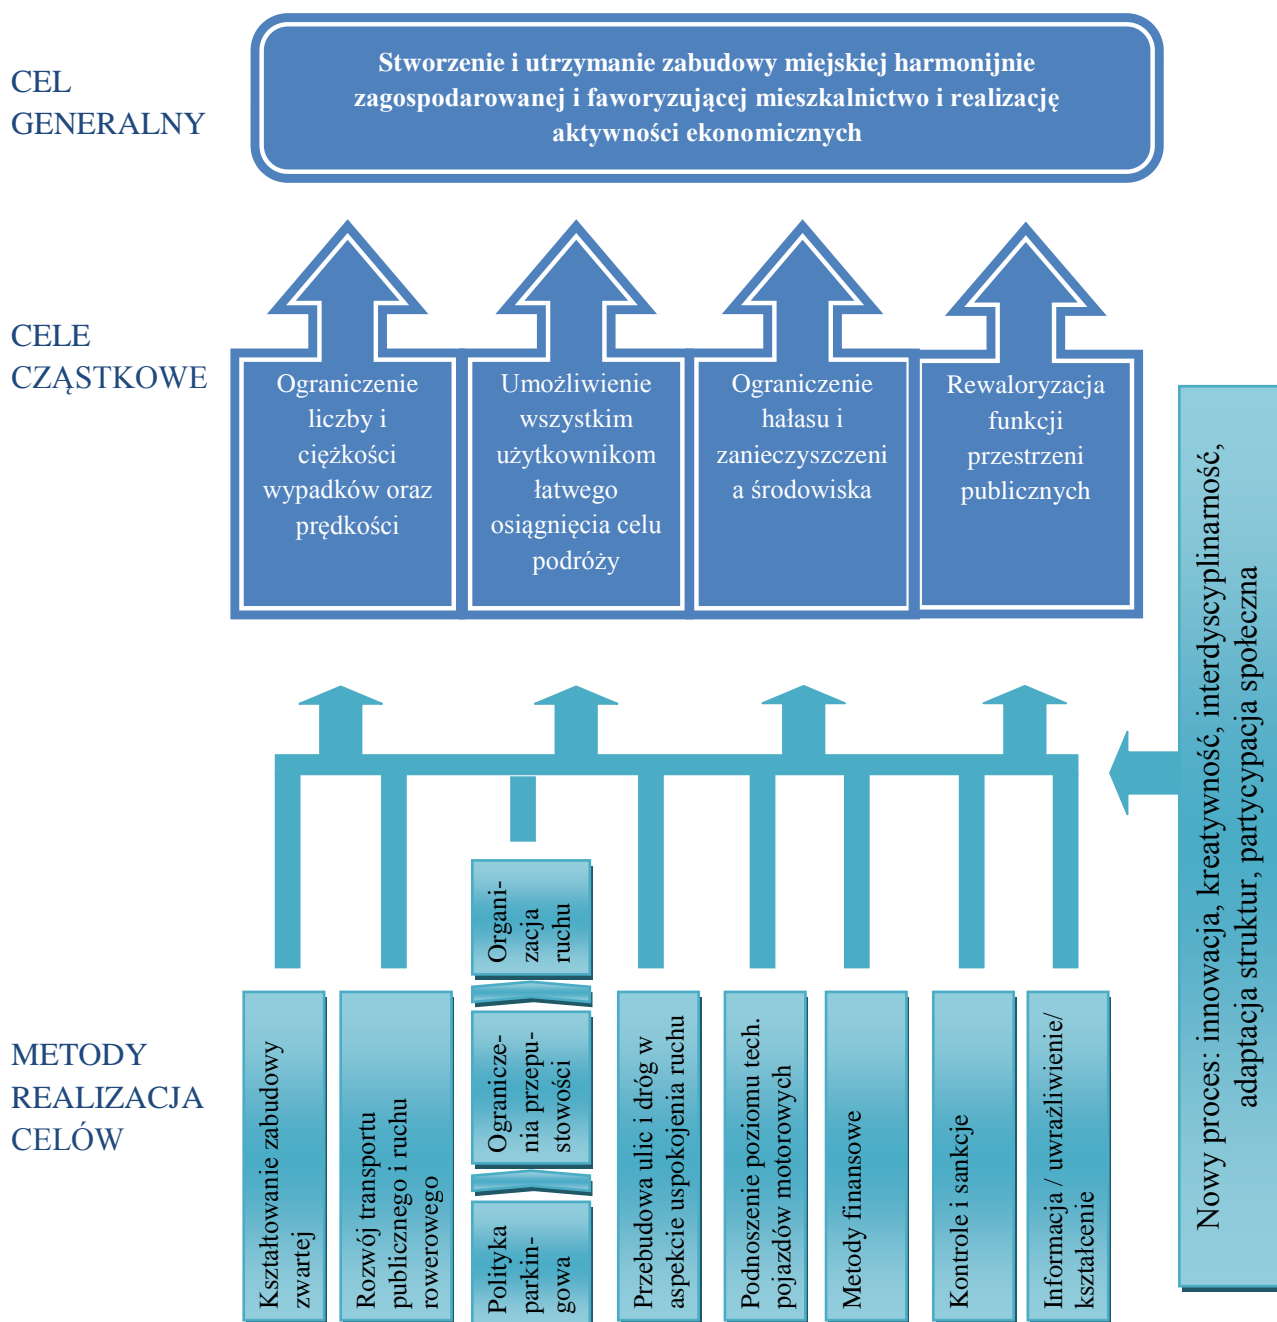 CEL
GENERALNY
Stworzenie i utrzymanie zabudowy miejskiej harmonijnie
zagospodarowanej i faworyzującej mieszkalnictwo i realizację
aktywności ekonomicznych
CELE
CZĄSTKOWE
Ograniczenie
liczby i
ciężkości
wypadków oraz
prędkości
Umożliwienie
wszystkim
użytkownikom
łatwego
osiągnięcia celu
podróży
Ograniczenie
hałasu i
zanieczyszczeni
a środowiska
Rewaloryzacja
funkcji
przestrzeni
publicznych
Nowy proces: innowacja, kreatywność, interdyscyplinarność,
adaptacja struktur, partycypacja społeczna
METODY
REALIZACJA
CELÓW
Kształtowanie zabudowy
zwartej
Rozwój transportu
publicznego i ruchu
rowerowego
Organi-
zacja
ruchu
Ogranicze-
nia przepu-
stowości
Polityka
parkin-
gowa
Przebudowa ulic i dróg w
aspekcie uspokojenia ruchu
Podnoszenie poziomu tech.
pojazdów motorowych
Metody finansowe
Kontrole i sankcje
Informacja / uwrażliwienie/
kształcenie